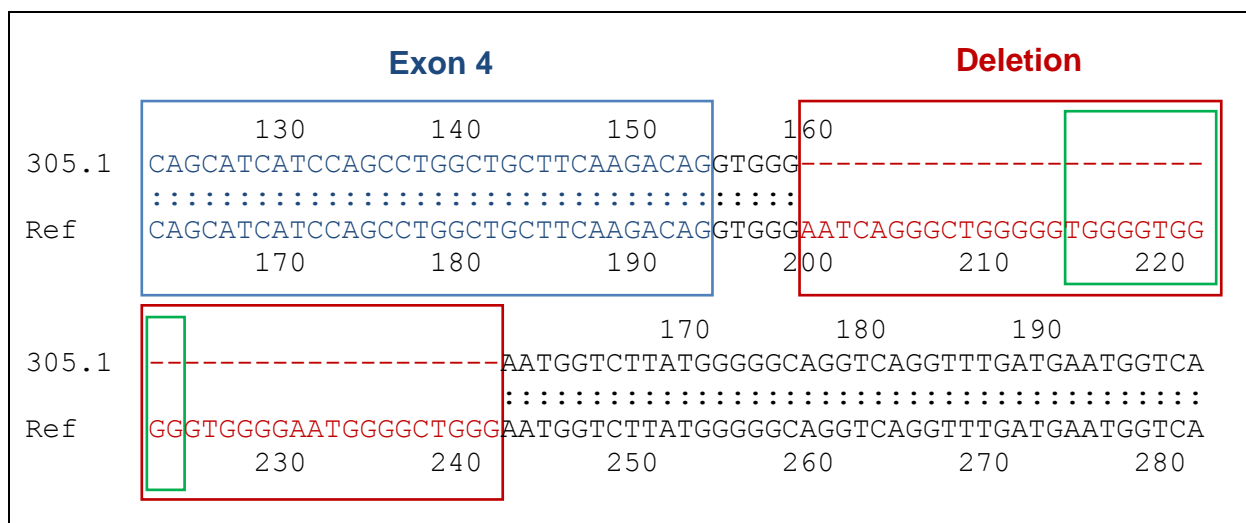 Exon 4 Deletion
130 140 150 160
305.1 CAGCATCATCCAGCCTGGCTGCTTCAAGACAGGTGGG-----------------------
:::::::::::::::::::::::::::::::::::::
Ref CAGCATCATCCAGCCTGGCTGCTTCAAGACAGGTGGGAATCAGGGCTGGGGGTGGGGTGG
170 180 190 200 210 220
170 180 190
305.1 --------------------AATGGTCTTATGGGGGCAGGTCAGGTTTGATGAATGGTCA
::::::::::::::::::::::::::::::::::::::::
Ref GGGTGGGGAATGGGGCTGGGAATGGTCTTATGGGGGCAGGTCAGGTTTGATGAATGGTCA
230 240 250 260 270 280